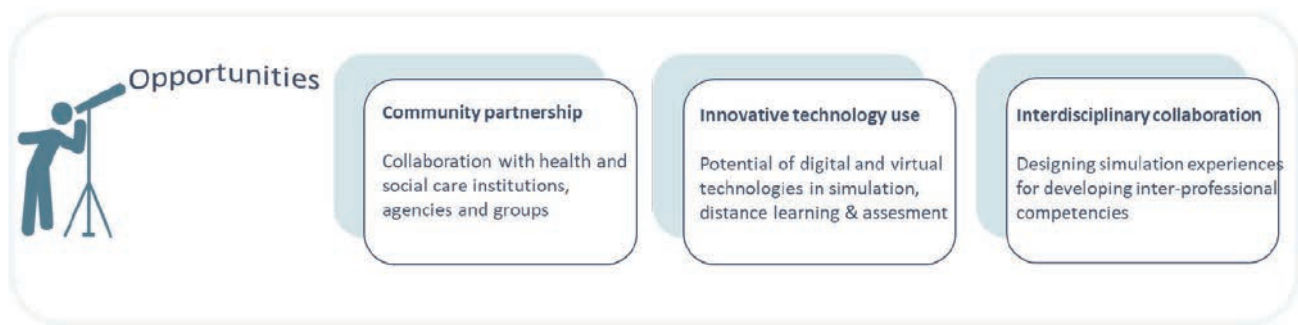 Opportunities
Community partnership
Collaboration with health and
social care institutions,
agencies and groups
Innovative technology use
Potential of digital and virtual
technologies in simulation,
distance learning & assesment
Interdisciplinary collaboration
Designing simulation experiences
for developing inter-professional
competencies